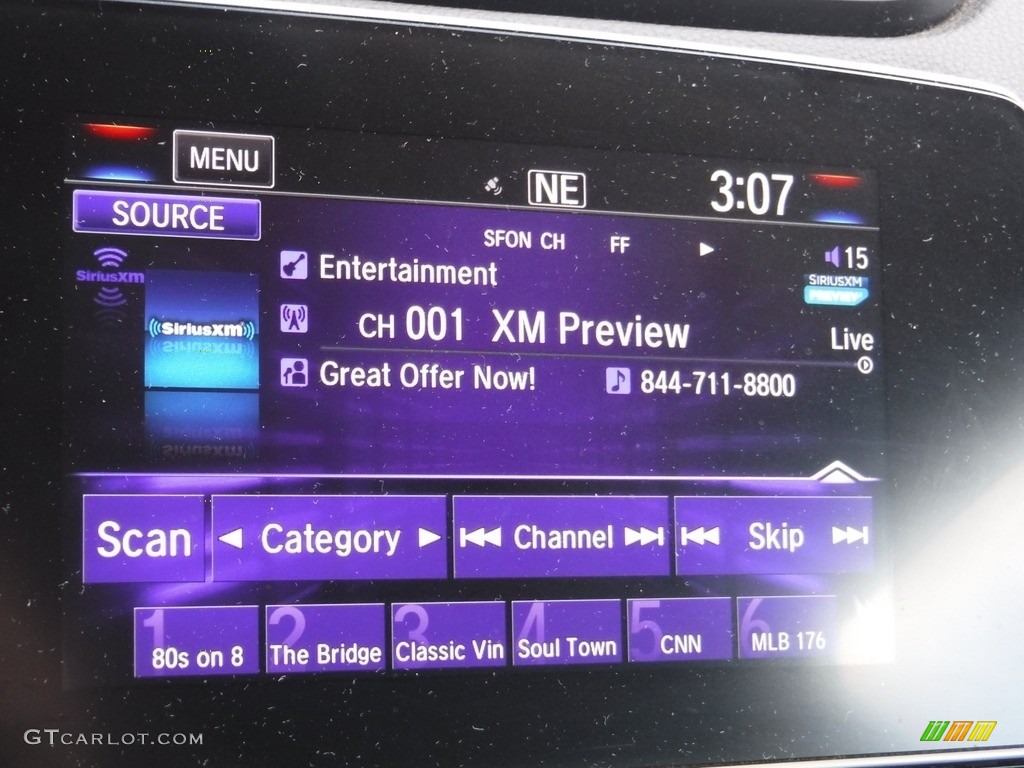 MENU
NE
3:07
SOURCE
SFON CH FF
15
SiriusXM
Entertainment
SIRIUSXM
PREVIEW
SiriusXM
CH 001 XM Preview
Live
Great Offer Now!
844-711-8800
Scan
Category
Channel
Skip
1 80s on 8
2 The Bridge
3 Classic Vin
4 Soul Town
5 CNN
6 MLB 176
GTCARLOT.COM